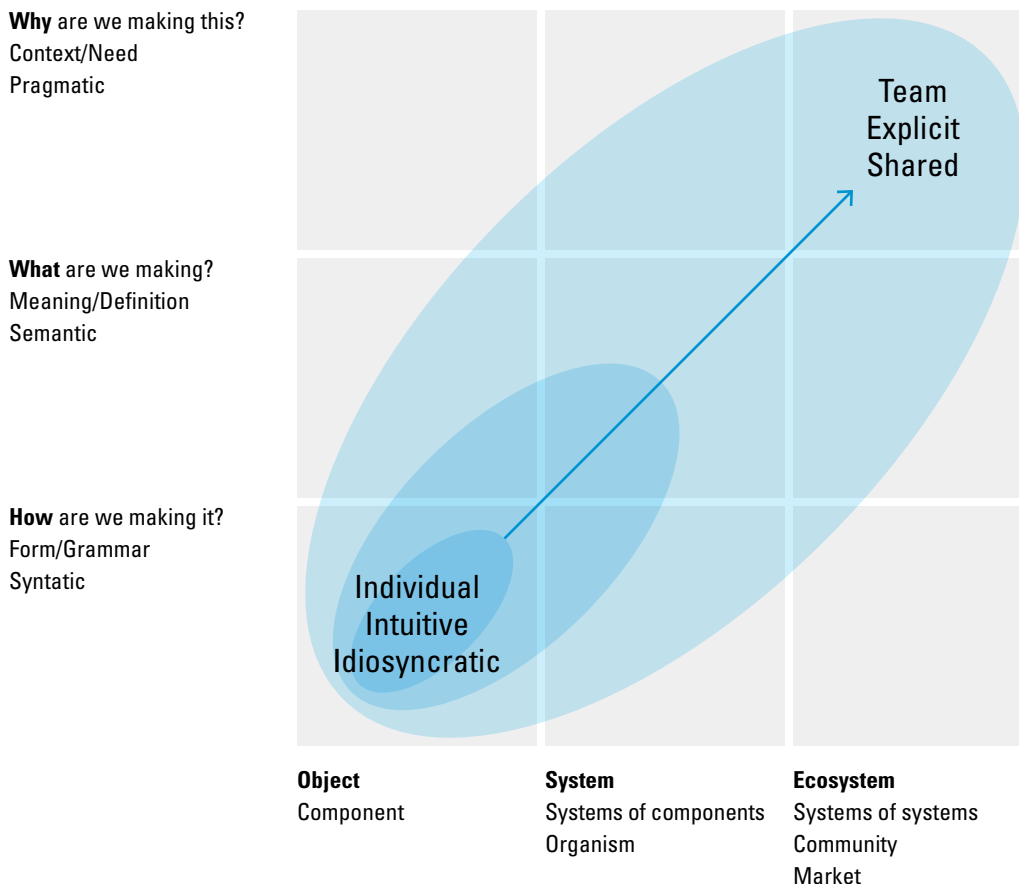 Why are we making this?
Context/Need
Pragmatic
Team
Explicit
Shared
What are we making?
Meaning/Definition
Semantic
How are we making it?
Form/Grammar
Syntatic
Individual
Intuitive
Idiosyncratic
Object
Component
System
Systems of components
Organism
Ecosystem
Systems of systems
Community
Market